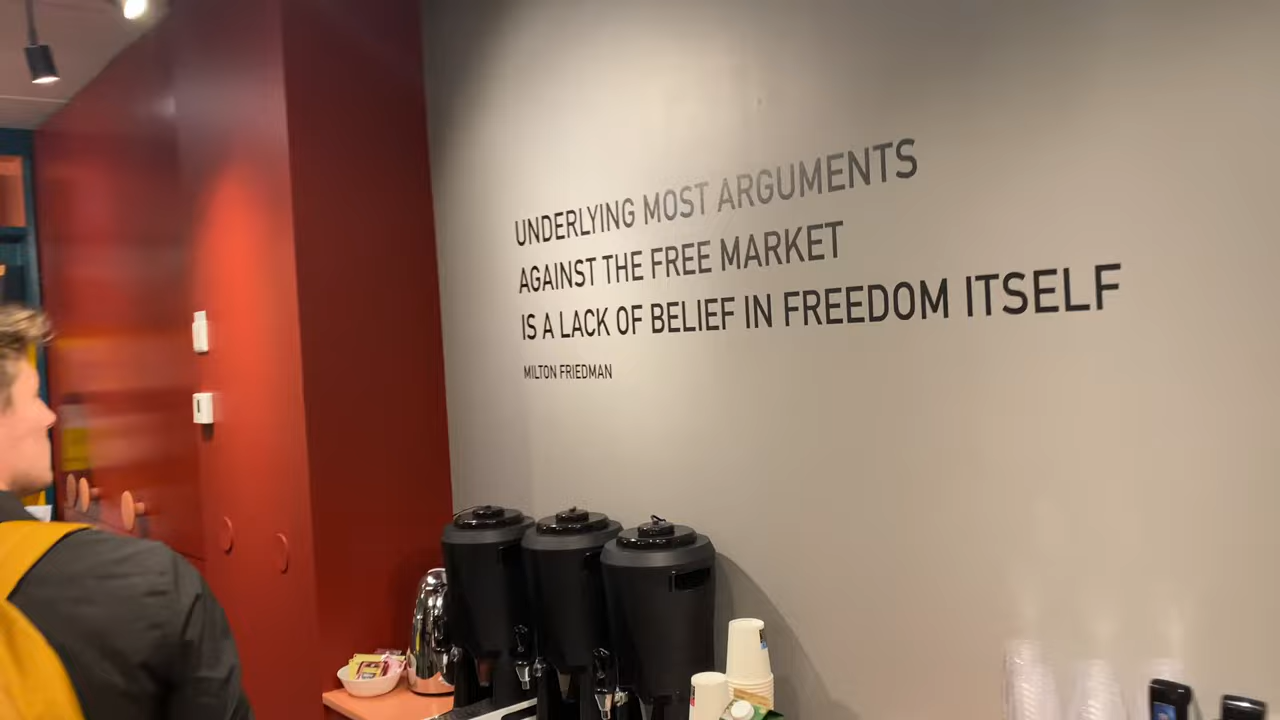 UNDERLYING MOST ARGUMENTS
AGAINST THE FREE MARKET
IS A LACK OF BELIEF IN FREEDOM ITSELF
MILTON FRIEDMAN